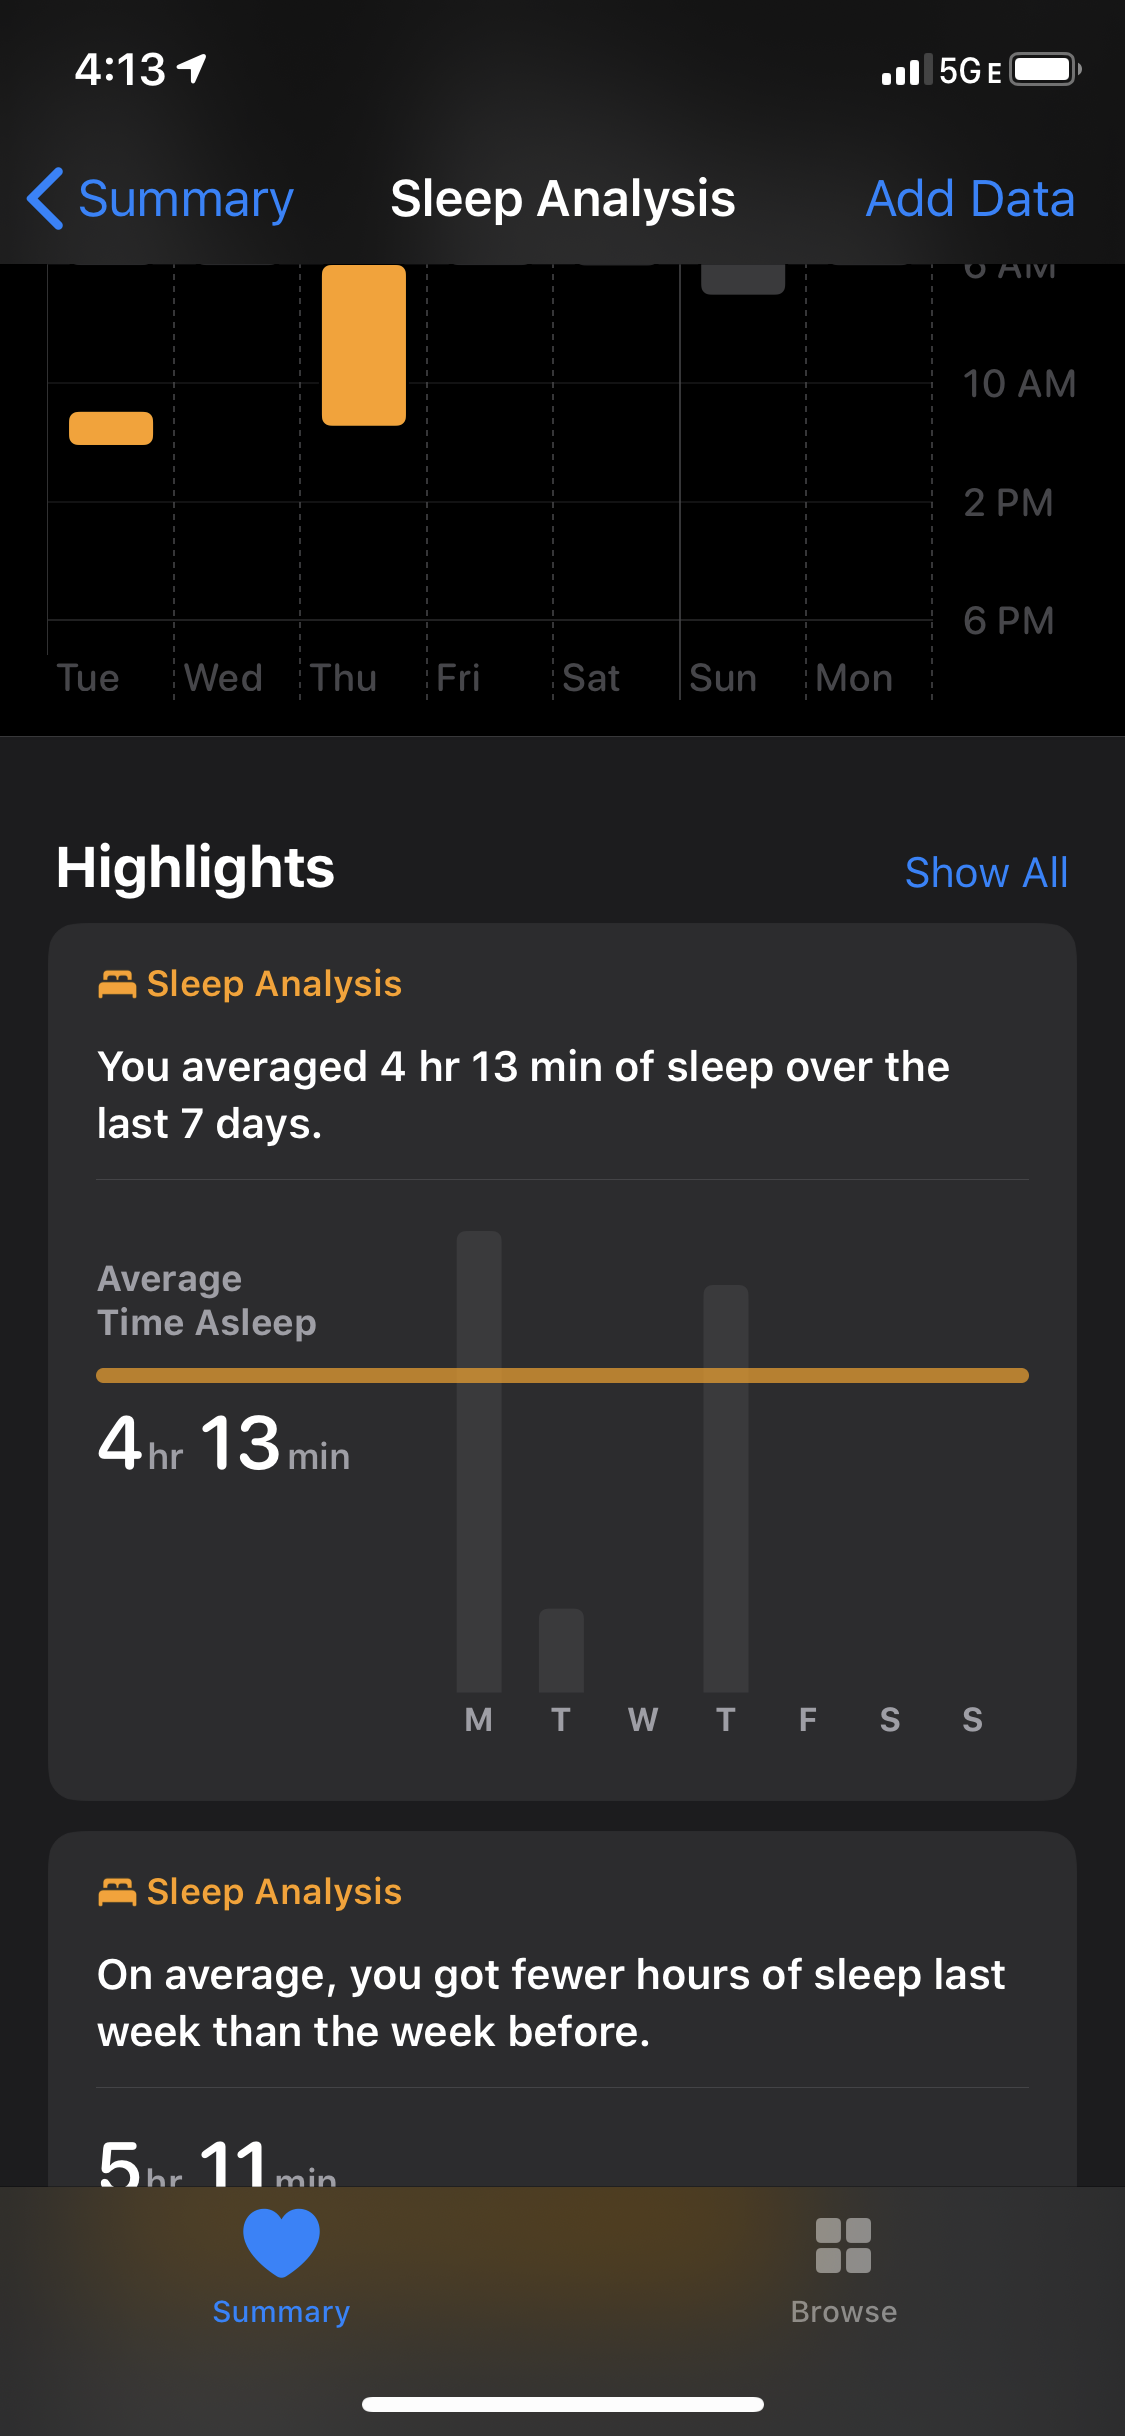 4:13
5G E
Summary
Sleep Analysis
Add Data
6 AM
10 AM
2 PM
6 PM
Tue Wed Thu Fri Sat Sun Mon
Highlights
Show All
Sleep Analysis
You averaged 4 hr 13 min of sleep over the
last 7 days.
Average
Time Asleep
4 hr 13 min
M T W T F S S
Sleep Analysis
On average, you got fewer hours of sleep last
week than the week before.
5 hr 11 min
Summary
Browse